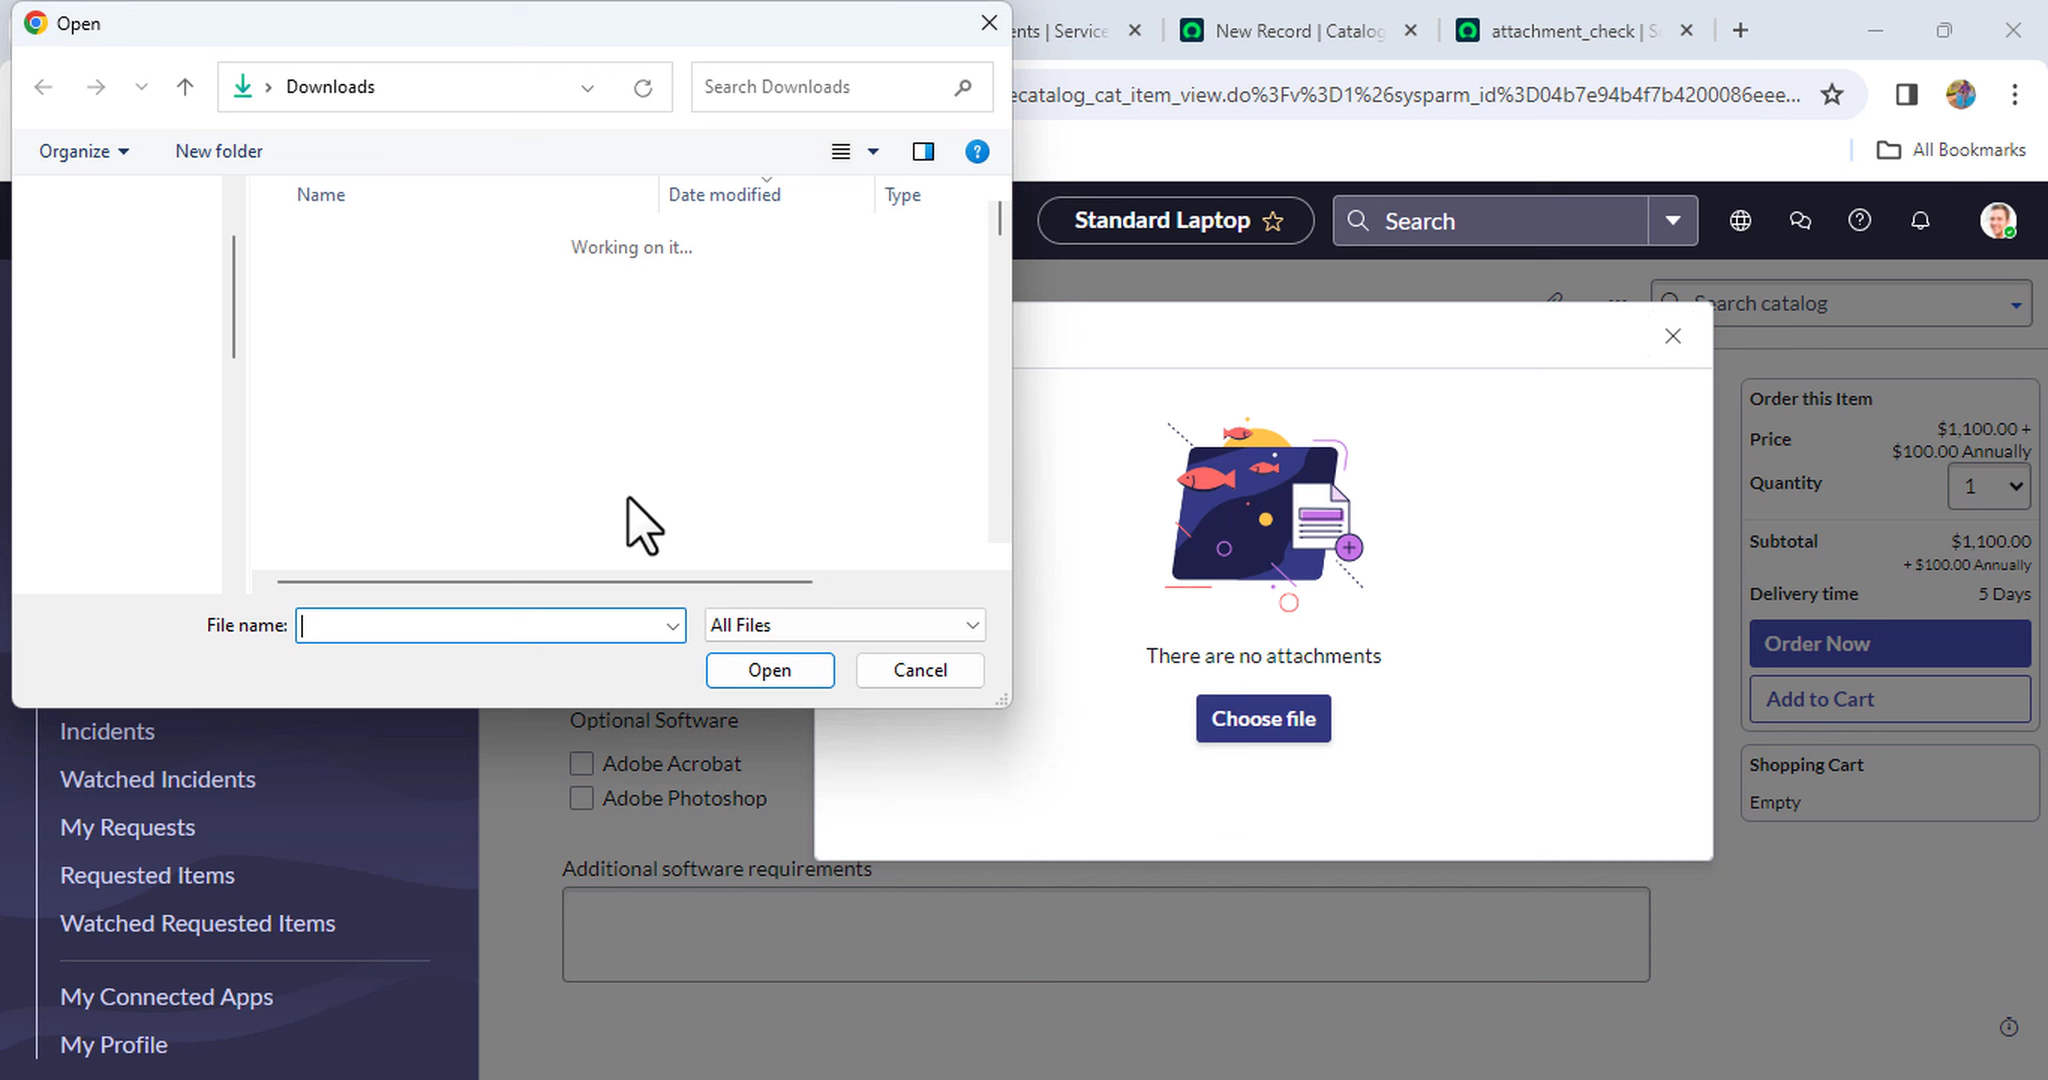 Open
ents | Service
New Record | Catalog
attachment_check | S
Downloads
Search Downloads
ecatalog_cat_item_view.do%3Fv%3D1%26sysparm_id%3D04b7e94b4f7b4200086eee...
Organize
New folder
All Bookmarks
Name
Date modified
Type
Working on it...
Standard Laptop
Search
Search catalog
Order this Item
Price
$1,100.00 +
$100.00 Annually
Quantity
1
Subtotal
$1,100.00
+ $100.00 Annually
Delivery time
5 Days
Order Now
Add to Cart
Shopping Cart
Empty
File name:
All Files
Open
Cancel
There are no attachments
Choose file
Incidents
Watched Incidents
My Requests
Requested Items
Watched Requested Items
My Connected Apps
My Profile
Optional Software
Adobe Acrobat
Adobe Photoshop
Additional software requirements